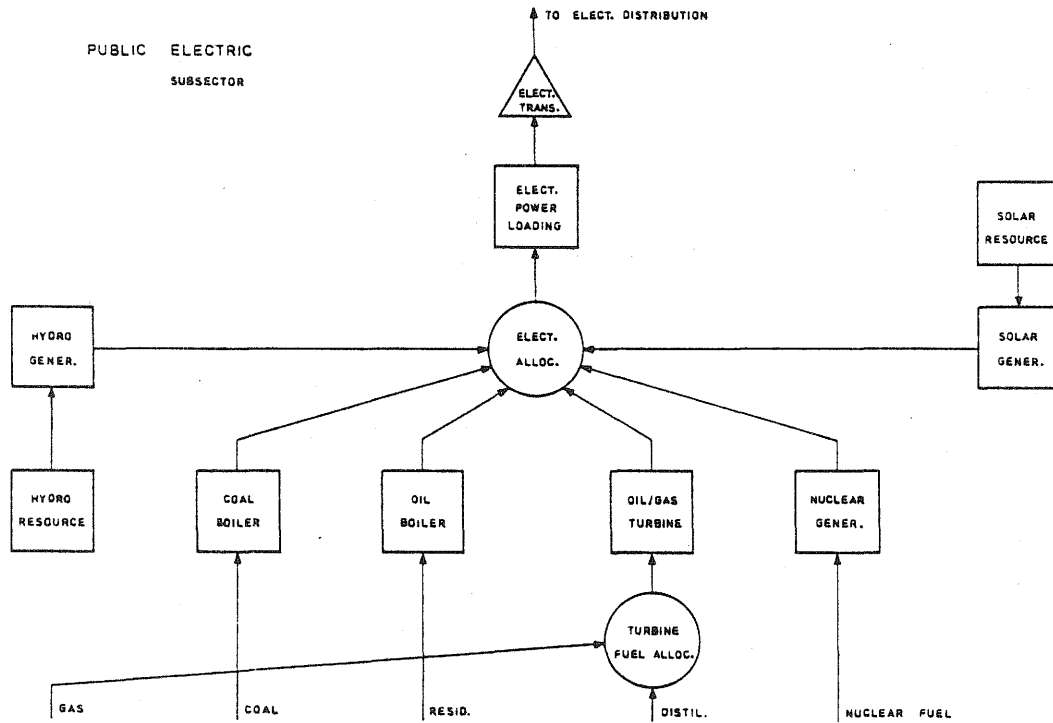 TO ELECT. DISTRIBUTION
PUBLIC ELECTRIC
SUBSECTOR
ELECT.
TRANS.
ELECT.
POWER
LOADING
SOLAR
RESOURCE
HYDRO
GENER.
ELECT.
ALLOC.
SOLAR
GENER.
HYDRO
RESOURCE
COAL
BOILER
OIL
BOILER
OIL/GAS
TURBINE
NUCLEAR
GENER.
TURBINE
FUEL ALLOC.
GAS
COAL
RESID.
DISTIL.
NUCLEAR FUEL